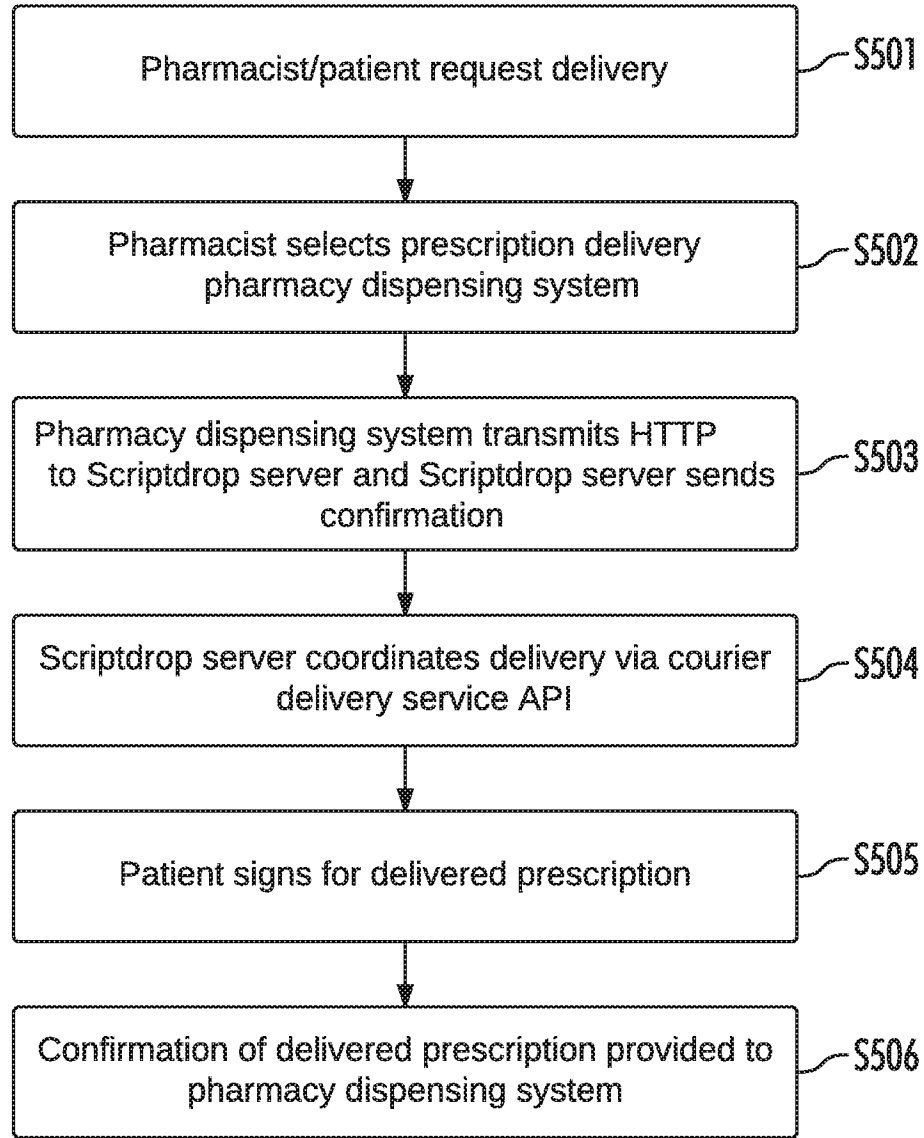 Pharmacist/patient request delivery
S501
Pharmacist selects prescription delivery
pharmacy dispensing system
S502
Pharmacy dispensing system transmits HTTP
to Scriptdrop server and Scriptdrop server sends
confirmation
S503
Scriptdrop server coordinates delivery via courier
delivery service API
S504
Patient signs for delivered prescription
S505
Confirmation of delivered prescription provided to
pharmacy dispensing system
S506